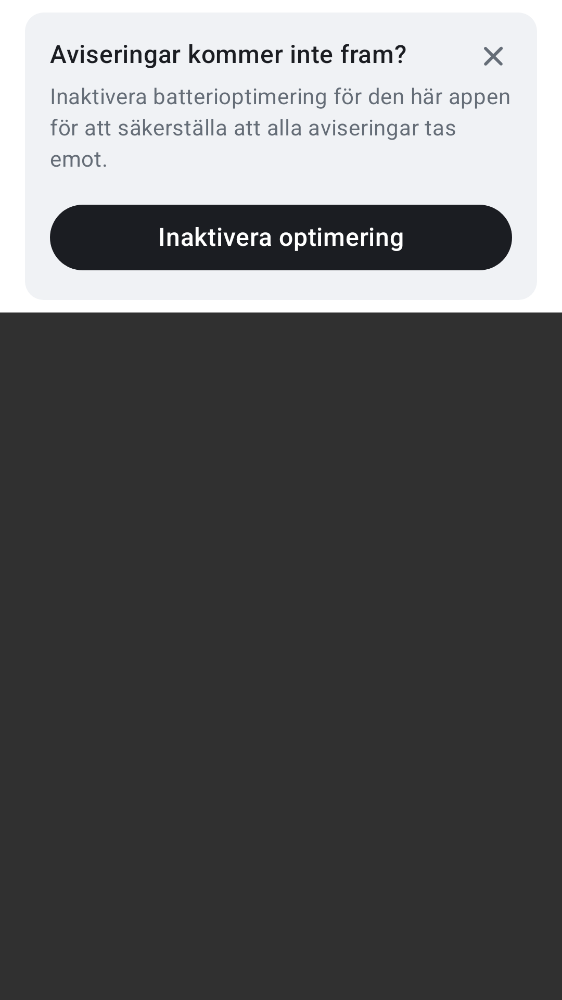 Aviseringar kommer inte fram?
Inaktivera batterioptimering för den här appen
för att säkerställa att alla aviseringar tas
emot.
Inaktivera optimering